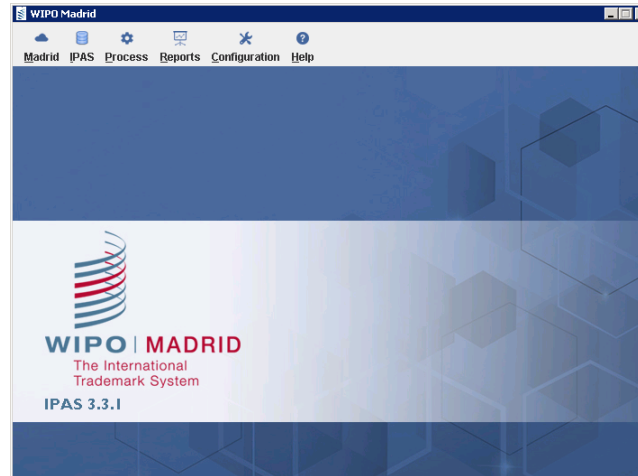 WIPO Madrid
Madrid IPAS Process Reports Configuration Help
WIPO | MADRID
The International
Trademark System
IPAS 3.3.1